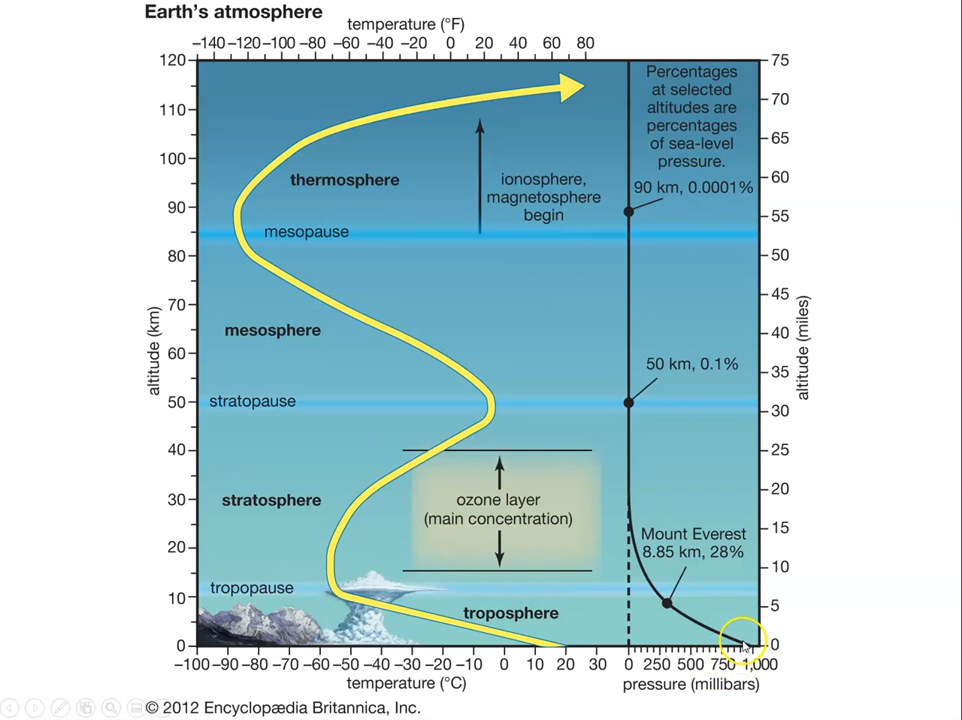 Earth's atmosphere
temperature (°F)
−140 −120 −100 −80 −60 −40 −20 0 20 40 60 80
120
110
100
90
80
70
60
50
40
30
20
10
0
altitude (km)
thermosphere
mesopause
mesosphere
stratopause
stratosphere
tropopause
troposphere
ionosphere,
magnetosphere
begin
ozone layer
(main concentration)
Percentages
at selected
altitudes are
percentages
of sea-level
pressure.
90 km, 0.0001%
50 km, 0.1%
Mount Everest
8.85 km, 28%
75
70
65
60
55
50
45
40
35
30
25
20
15
10
5
0
altitude (miles)
−100 −90 −80 −70 −60 −50 −40 −30 −20 −10 0 10 20 30
temperature (°C)
0 250 500 750 1,000
pressure (millibars)
© 2012 Encyclopædia Britannica, Inc.